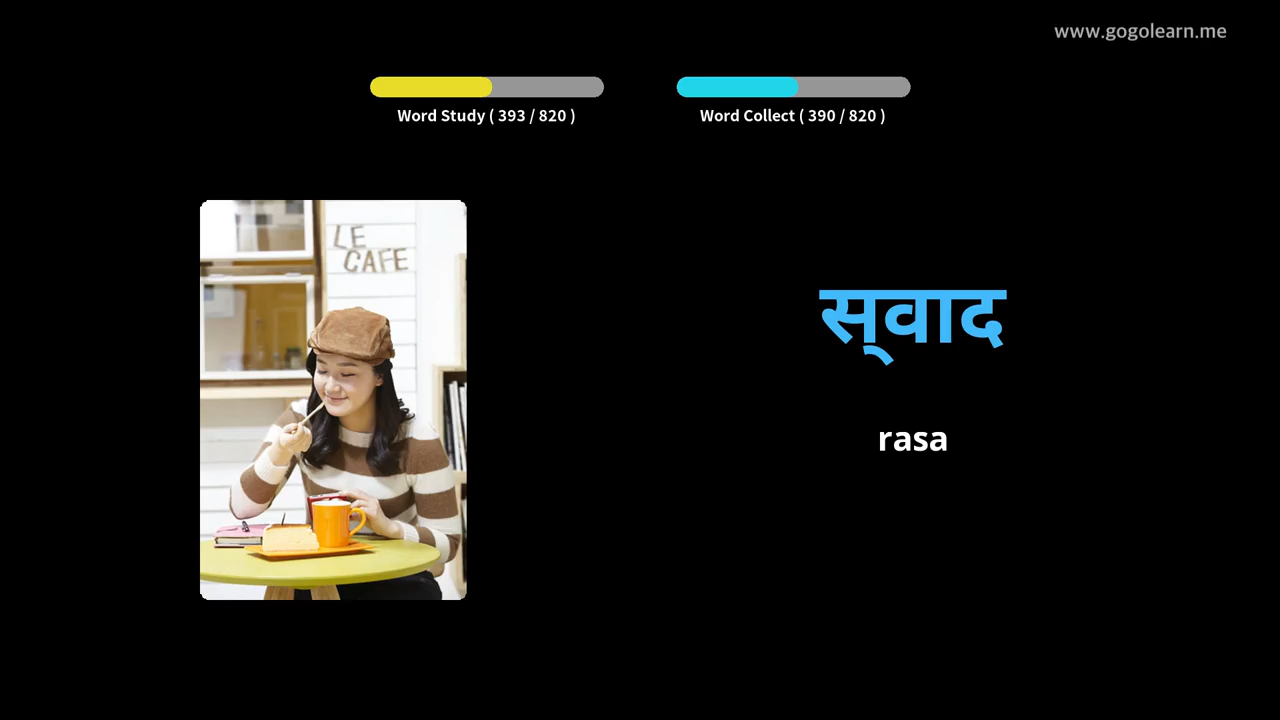 www.gogolearn.me
Word Study ( 393 / 820 )
Word Collect ( 390 / 820 )
LE
CAFE
स्‌वाद
rasa